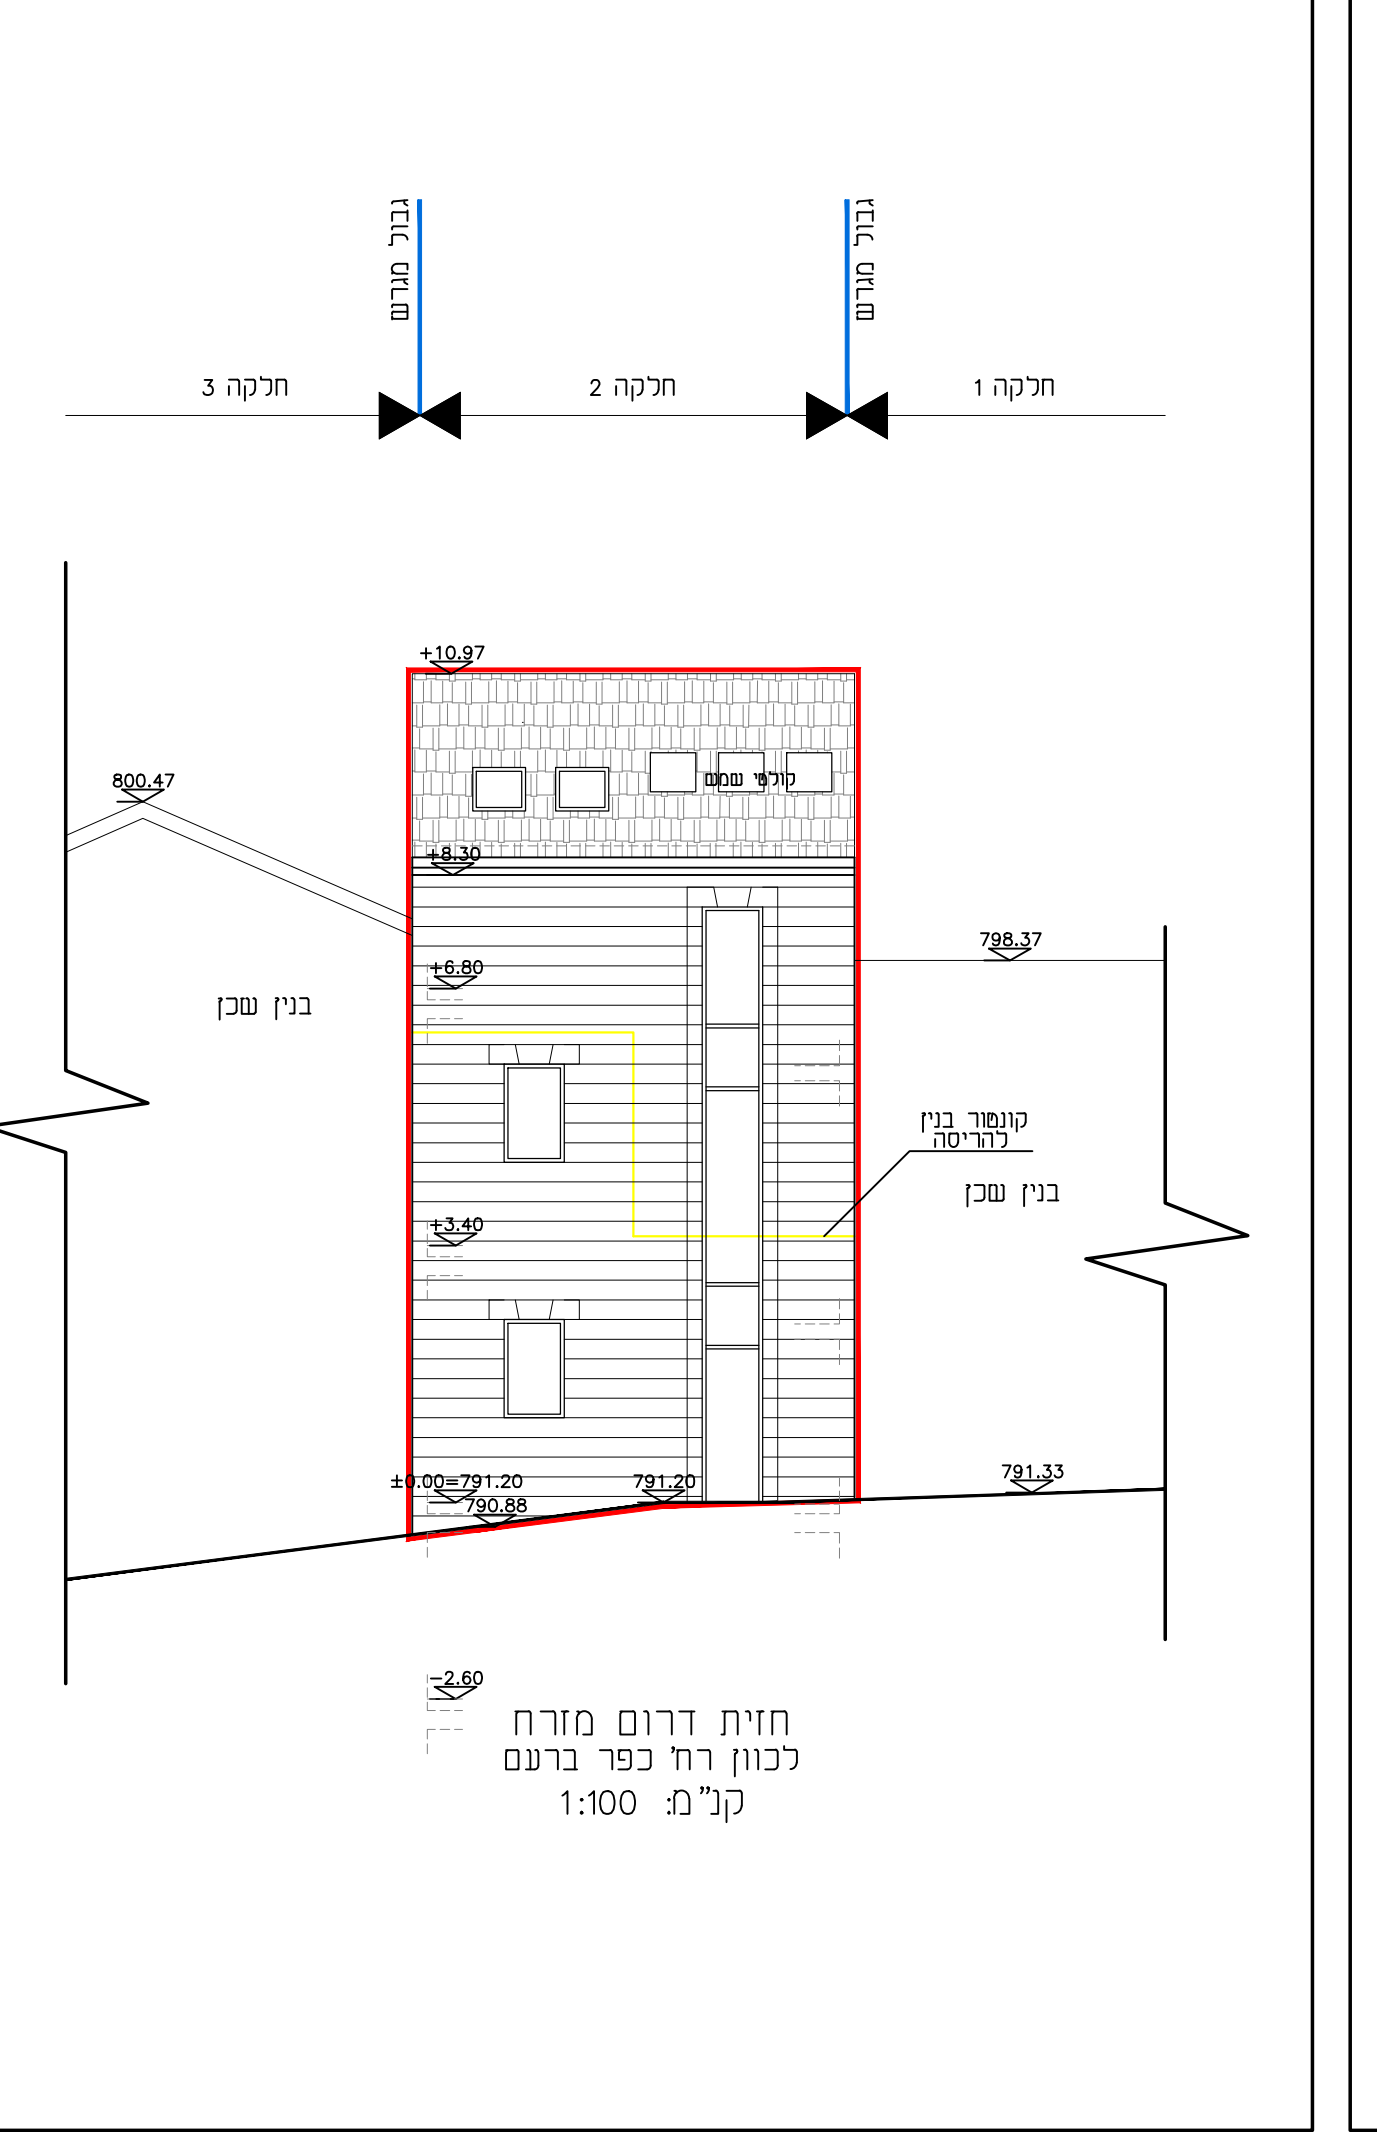 גבול מגרש
גבול מגרש
חלקה 1
חלקה 2
חלקה 3
+10.97
800.47
קולטי שמש
+8.30
798.37
+6.80
בנין שכן
קונטור בנין
להריסה
בנין שכן
+3.40
±0.00=791.20
791.20
791.33
790.88
-2.60
חזית דרום מזרח
לכוון רח' כפר ברעם
קנ"מ: 1:100